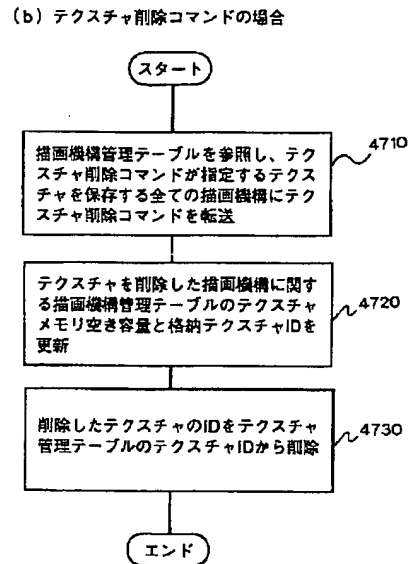 (b) テクスチャ削除コマンドの場合
スタート
描画機構管理テーブルを参照し、テク
スチャ削除コマンドが指定するテクス
チャを保存する全ての描画機構にテク
スチャ削除コマンドを転送
4710
テクスチャを削除した描画機構に関す
る描画機構管理テーブルのテクスチャ
メモリ空き容量と格納テクスチャIDを
更新
4720
削除したテクスチャのIDをテクスチャ
管理テーブルのテクスチャIDから削除
4730
エンド